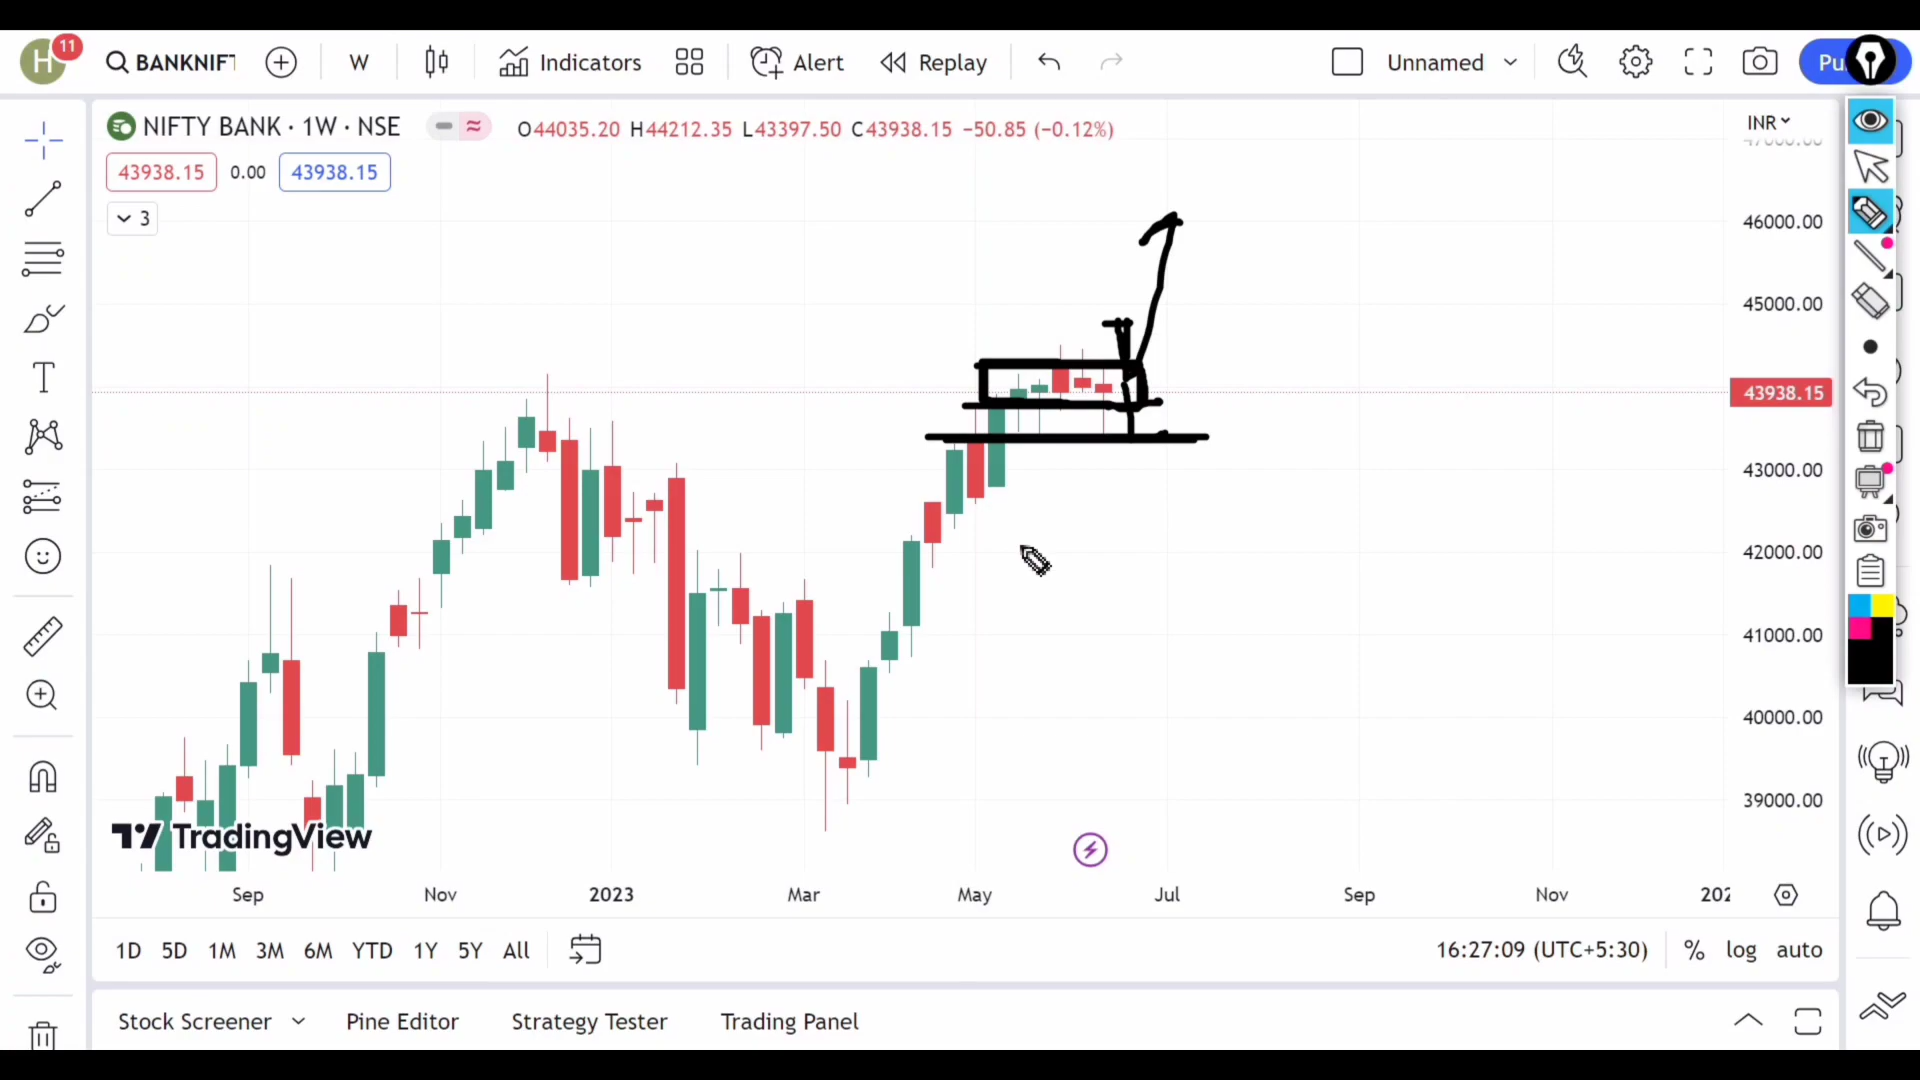 H
11
BANKNIFT
W
Indicators
Alert
Replay
Unnamed
Pu
NIFTY BANK · 1W · NSE
O44035.20 H44212.35 L43397.50 C43938.15 −50.85 (−0.12%)
INR
43938.15
0.00
43938.15
3
47000.00
46000.00
45000.00
43938.15
43000.00
42000.00
41000.00
40000.00
39000.00
TradingView
Sep
Nov
2023
Mar
May
Jul
Sep
Nov
202
1D 5D 1M 3M 6M YTD 1Y 5Y All
16:27:09 (UTC+5:30)
%
log
auto
Stock Screener
Pine Editor
Strategy Tester
Trading Panel